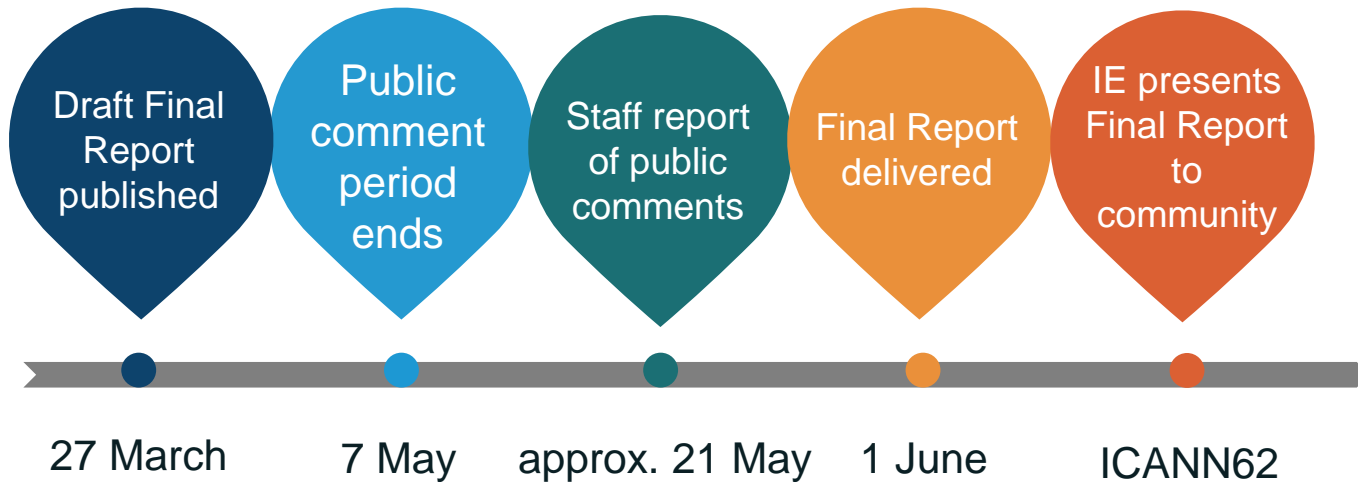 Draft Final
Report
published
Public
comment
period
ends
Staff report
of public
comments
Final Report
delivered
IE presents
Final Report
to
community
27 March
7 May
approx. 21 May
1 June
ICANN62